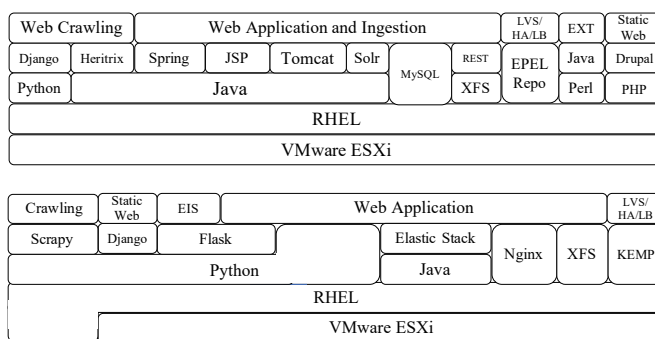 Web Crawling
Web Application and Ingestion
LVS/
HA/LB
EXT
Static
Web
Django
Heritrix
Spring
JSP
Tomcat
Solr
MySQL
REST
EPEL
Repo
Java
Drupal
Python
Java
XFS
Perl
PHP
RHEL
VMware ESXi
Crawling
Static
Web
EIS
Web Application
LVS/
HA/LB
Scrapy
Django
Flask
Elastic Stack
Nginx
XFS
KEMP
Python
Java
RHEL
VMware ESXi